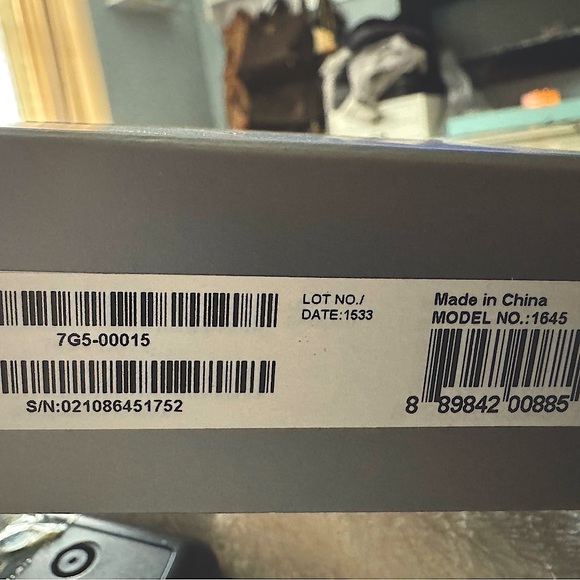 7G5-00015
S/N:021086451752
LOT NO./
DATE:1533
Made in China
MODEL NO.:1645
8 89842 00885